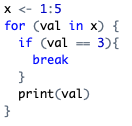 x <- 1:5
for (val in x) {
  if (val == 3){
    break
  }
  print(val)
}